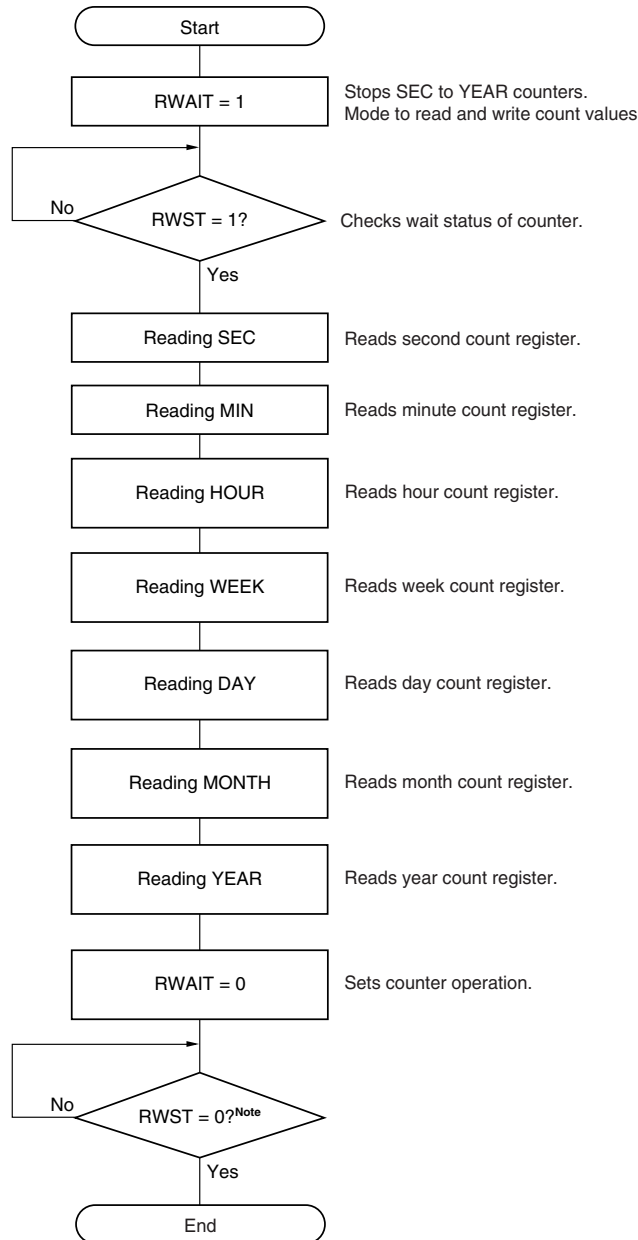 Start
RWAIT = 1
Stops SEC to YEAR counters.
Mode to read and write count values
No
RWST = 1?
Checks wait status of counter.
Yes
Reading SEC
Reads second count register.
Reading MIN
Reads minute count register.
Reading HOUR
Reads hour count register.
Reading WEEK
Reads week count register.
Reading DAY
Reads day count register.
Reading MONTH
Reads month count register.
Reading YEAR
Reads year count register.
RWAIT = 0
Sets counter operation.
No
RWST = 0?Note
Yes
End